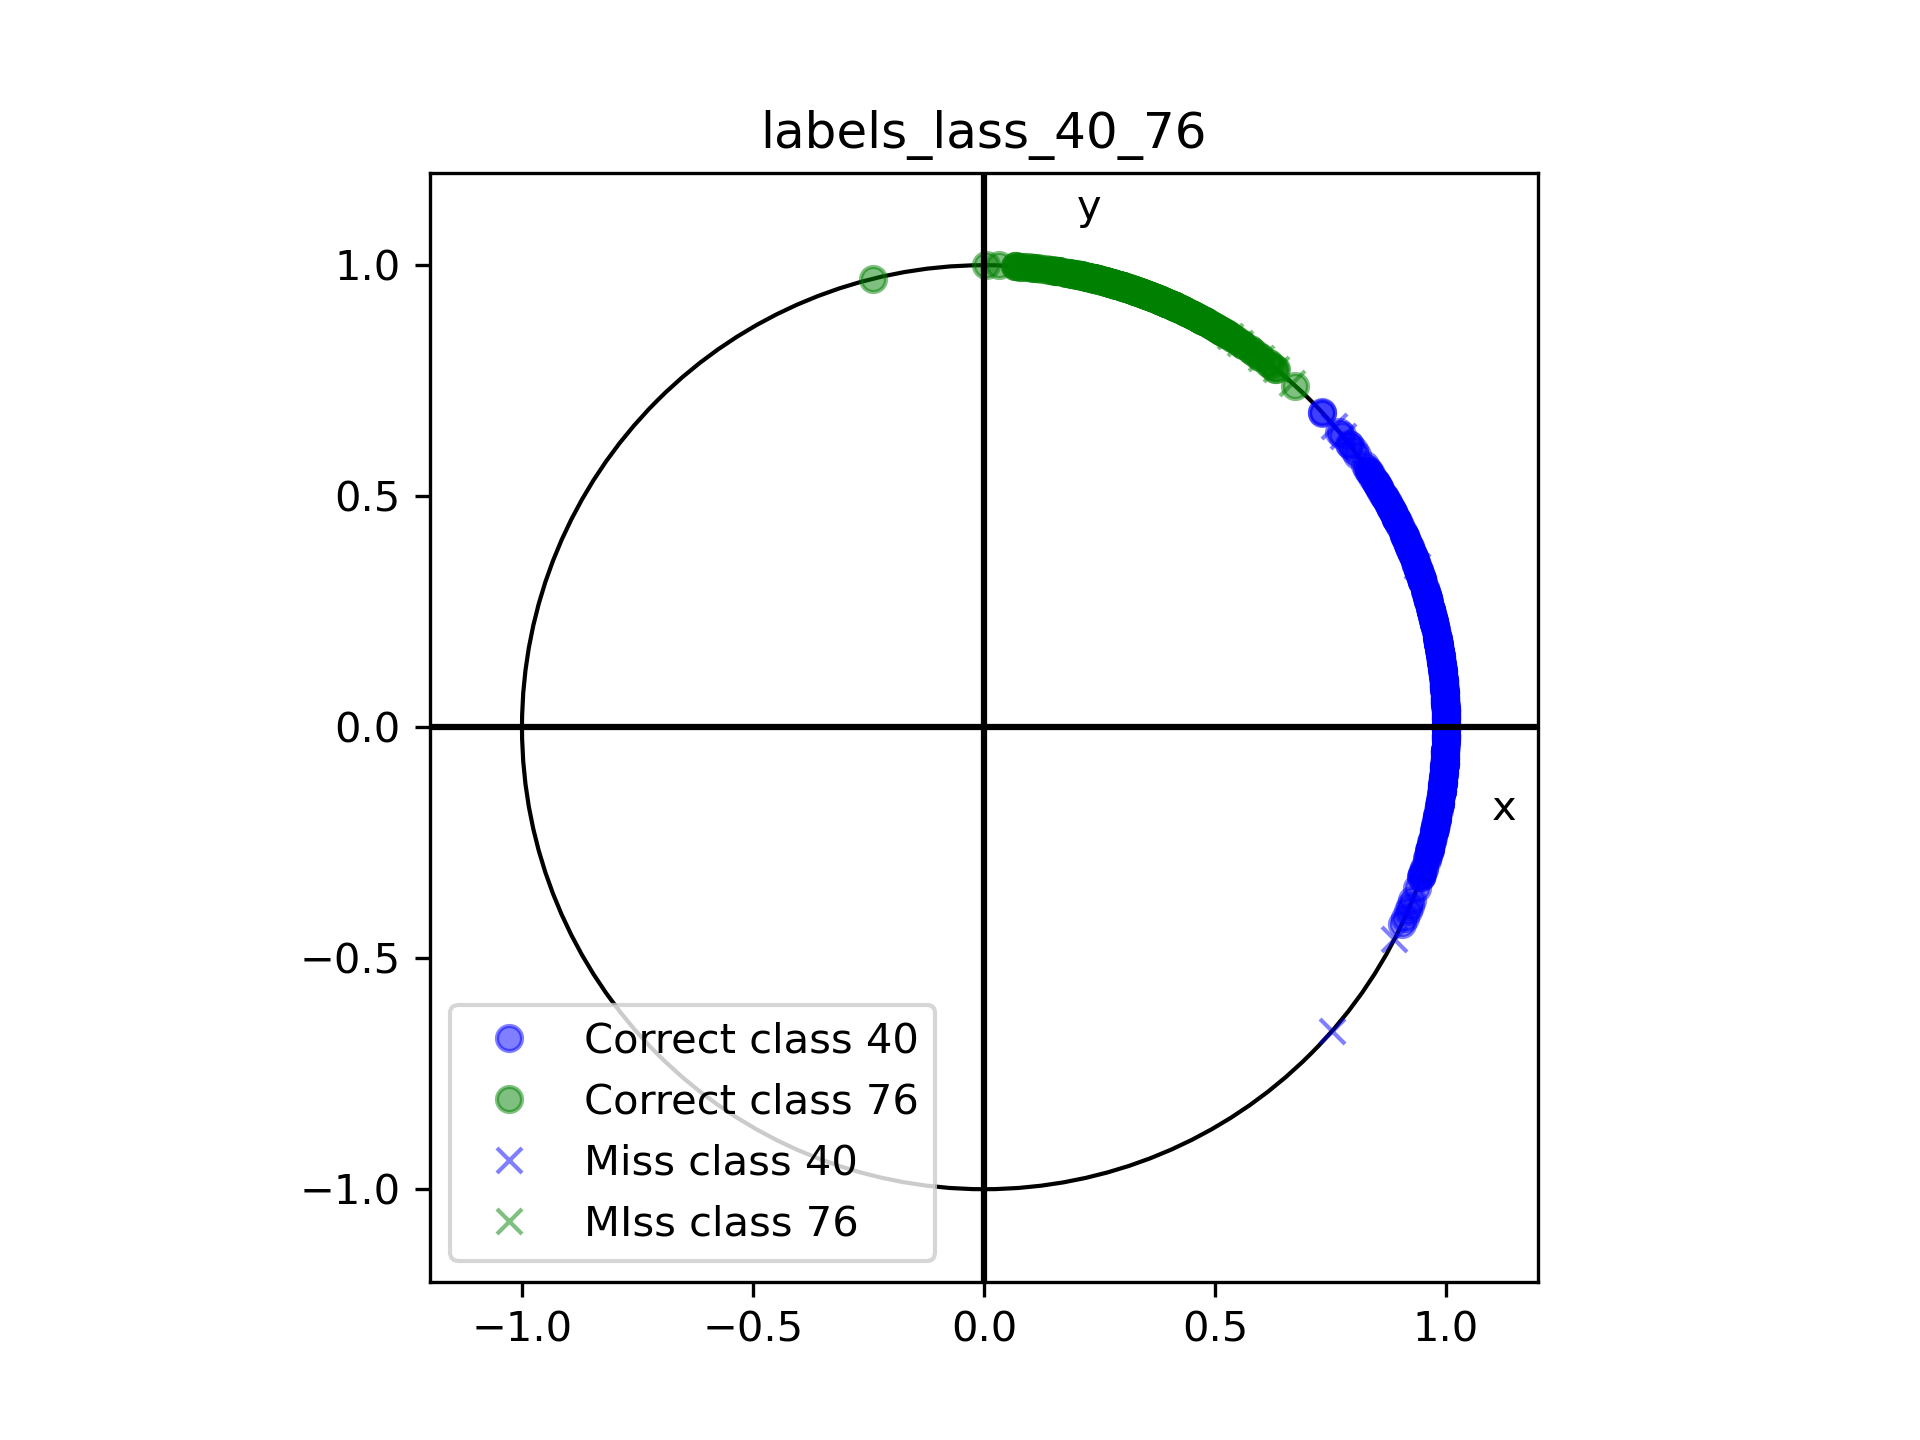 labels_lass_40_76
y
1.0
0.5
0.0
x
−0.5
−1.0
Correct class 40
Correct class 76
Miss class 40
MIss class 76
−1.0 −0.5 0.0 0.5 1.0